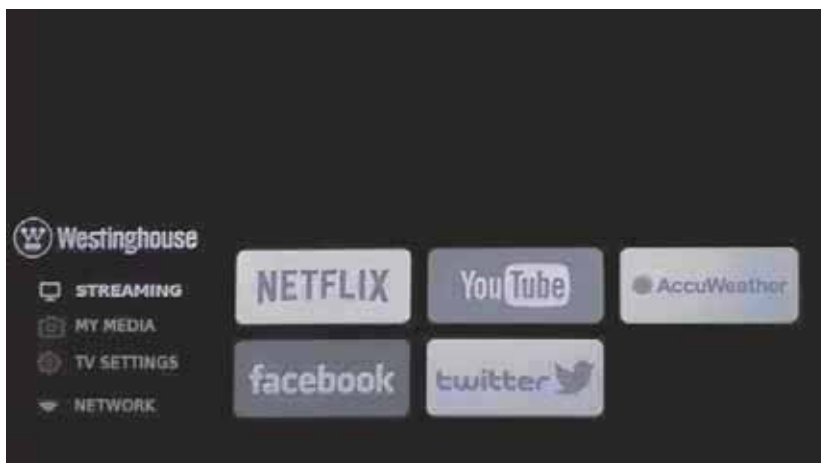 Westinghouse
STREAMING
MY MEDIA
TV SETTINGS
NETWORK
NETFLIX
YouTube
AccuWeather
facebook
twitter